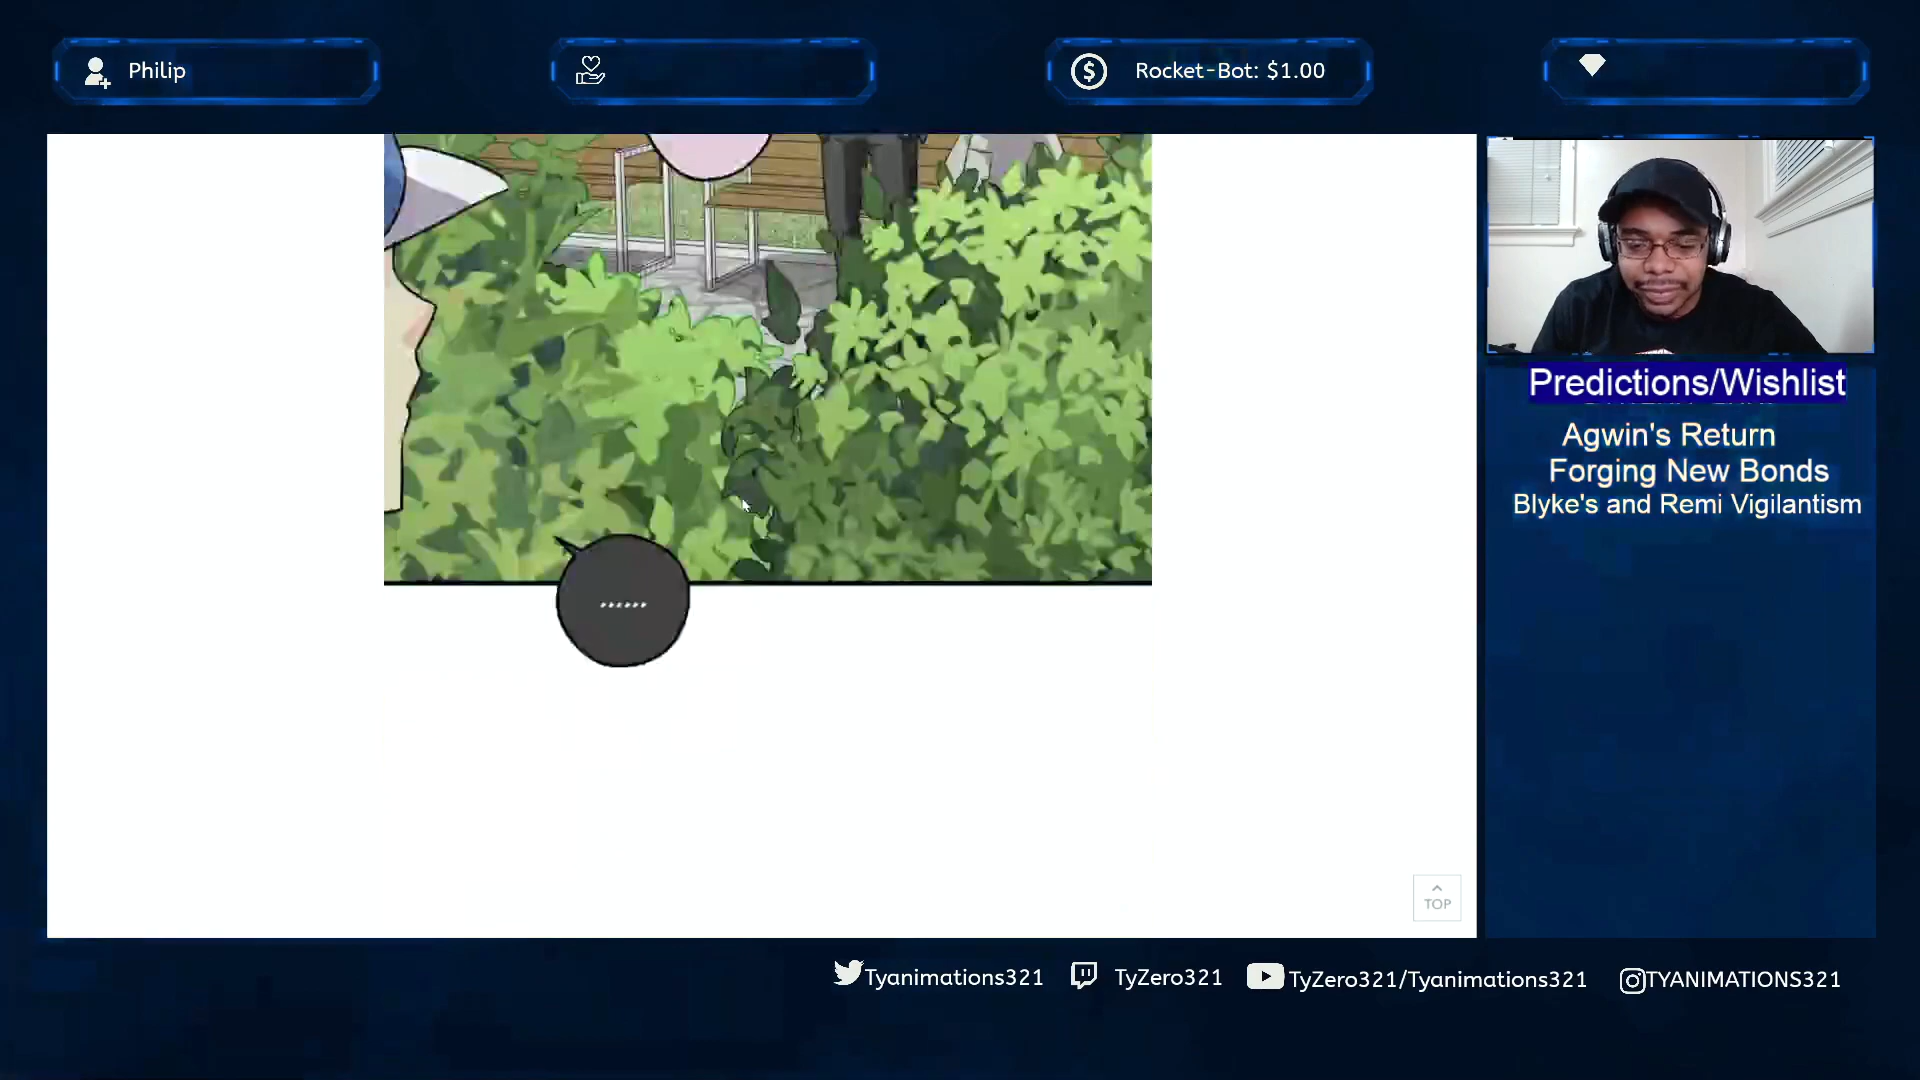 Philip
Rocket-Bot: $1.00
Predictions/Wishlist
Agwin's Return
Forging New Bonds
Blyke's and Remi Vigilantism
......
TOP
Tyanimations321
TyZero321
TyZero321/Tyanimations321
TYANIMATIONS321